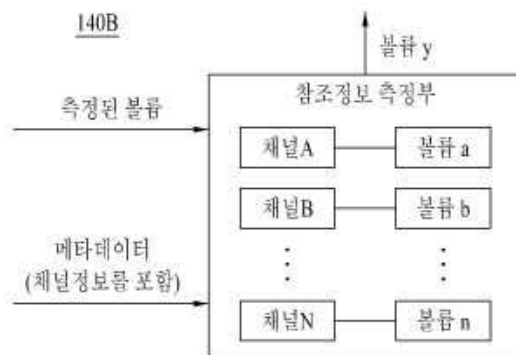 140B
볼륨 y
참조정보 측정부
측정된 볼륨
채널A
볼륨 a
채널B
볼륨 b
메타데이터
(채널정보를 포함)
채널N
볼륨 n